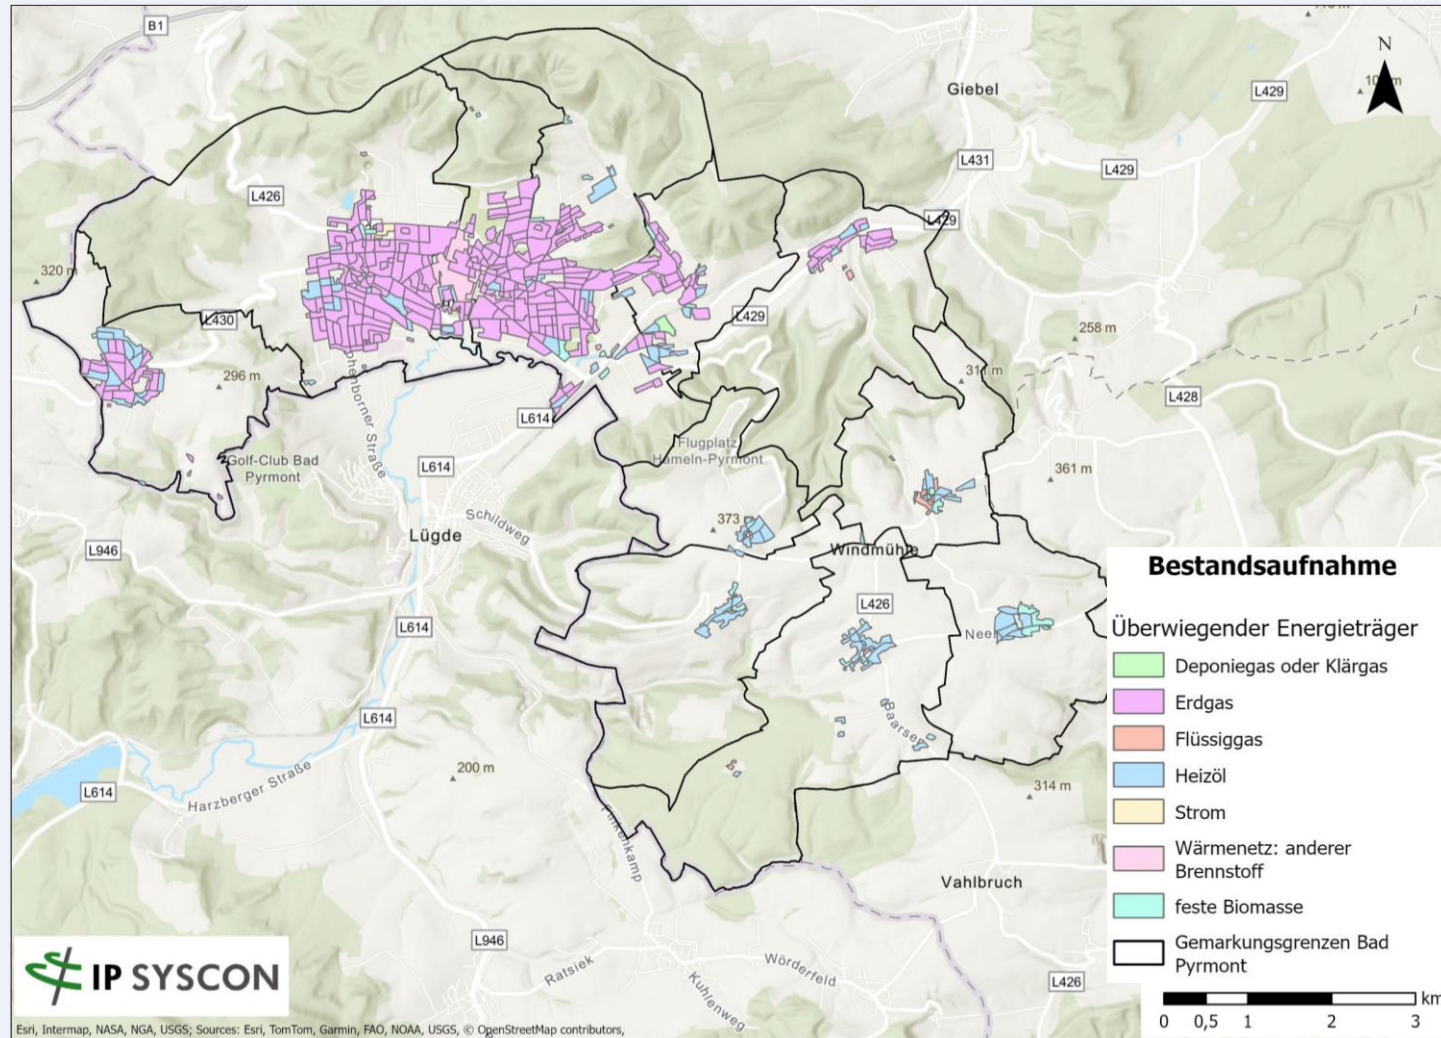 B1
Giebel
L429
N
L431
L429
L426
L429
320 m
L430
L429
258 m
296 m
311 m
L428
L614
Golf-Club Bad
Pyrmont
Flugplatz
Hameln-Pyrmont
L614
361 m
Schildweg
373
Lügde
L946
Windmühle
L426
L614
L614
Baarsen
200 m
314 m
L614
Harzberger Straße
Vahlbruch
L946
Ratsiek
Wörderfeld
Kuhlenweg
L426
Bestandsaufnahme
Überwiegender Energieträger
Deponiegas oder Klärgas
Erdgas
Flüssiggas
Heizöl
Strom
Wärmenetz: anderer
Brennstoff
feste Biomasse
Gemarkungsgrenzen Bad
Pyrmont
km
0 0,5 1 2 3
IP SYSCON
Esri, Intermap, NASA, NGA, USGS; Sources: Esri, TomTom, Garmin, FAO, NOAA, USGS, © OpenStreetMap contributors,